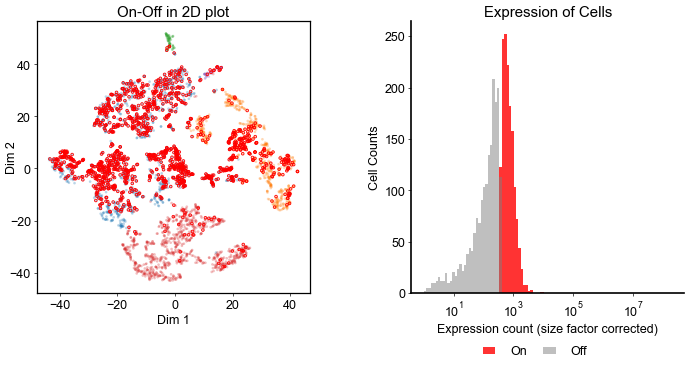 On-Off in 2D plot
Expression of Cells
Dim 2
40
20
0
−20
−40
−40 −20 0 20 40
Dim 1
Cell Counts
250
200
150
100
50
0
10^1 10^3 10^5 10^7
Expression count (size factor corrected)
On Off